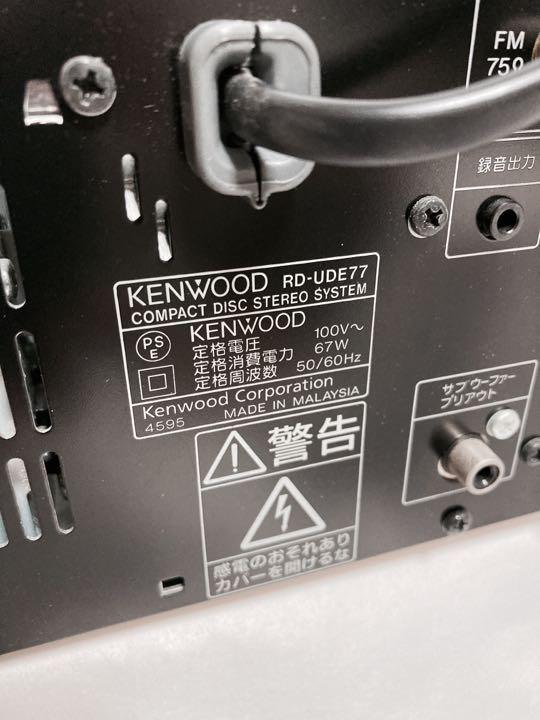 FM
75Ω
録音出力
KENWOOD RD-UDE77
COMPACT DISC STEREO SYSTEM
PS
E
KENWOOD
定格電圧 100V～
定格消費電力 67W
定格周波数 50/60Hz
Kenwood Corporation
4595 MADE IN MALAYSIA
サブウーファー
プリアウト
警告
感電のおそれあり
カバーを開けるな